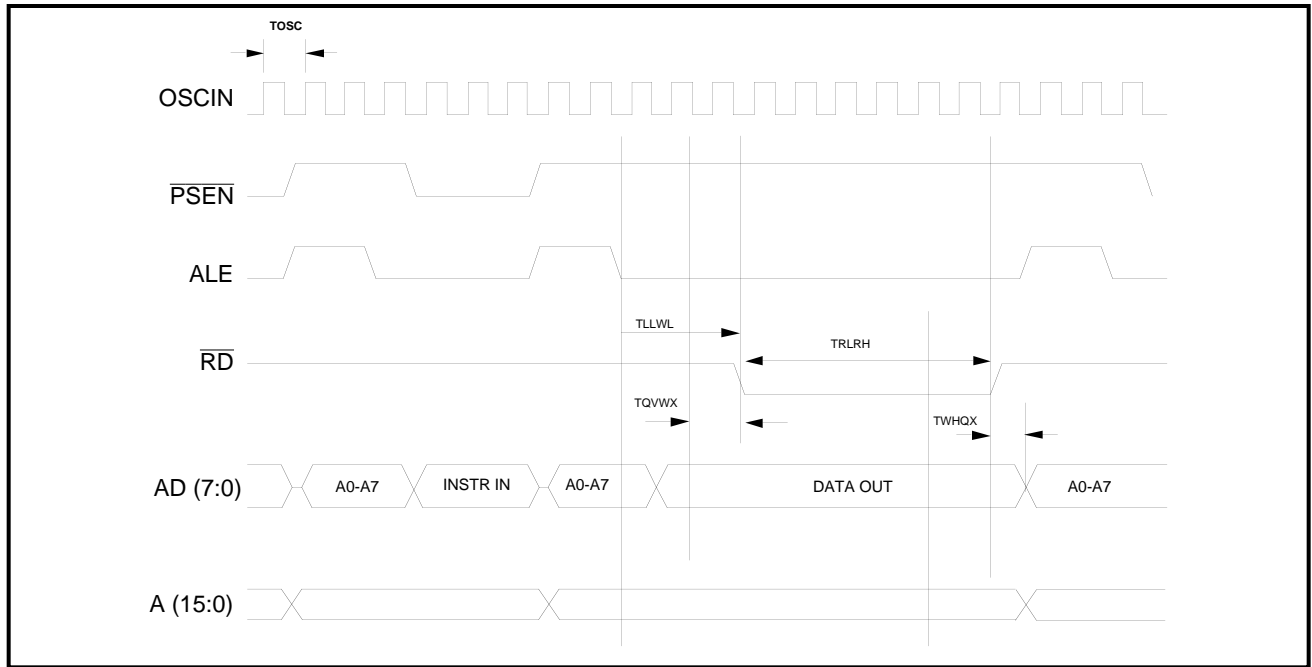 TOSC
OSCIN
PSEN
ALE
TLLWL
TRLRH
RD
TQVWX
TWHQX
AD (7:0)
A0-A7
INSTR IN
A0-A7
DATA OUT
A0-A7
A (15:0)